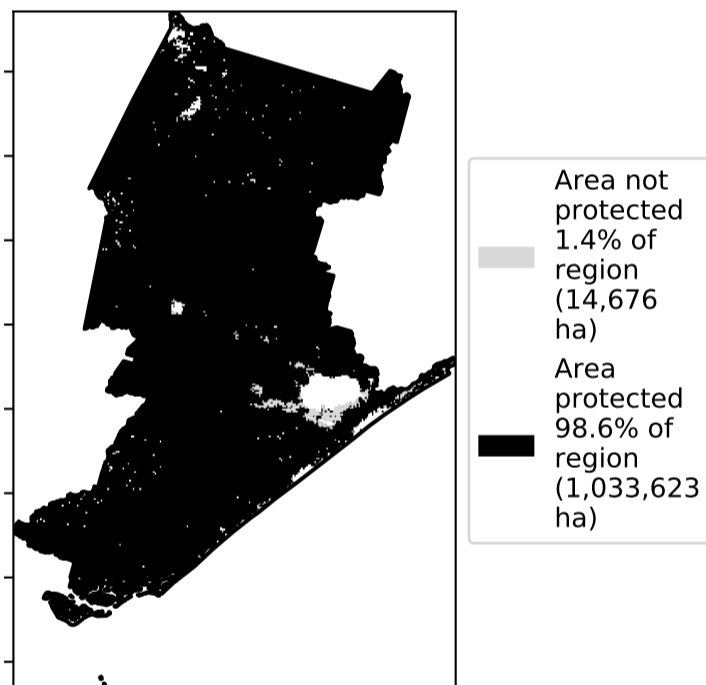 Area not
protected
1.4% of
region
(14,676
ha)
Area
protected
98.6% of
region
(1,033,623
ha)